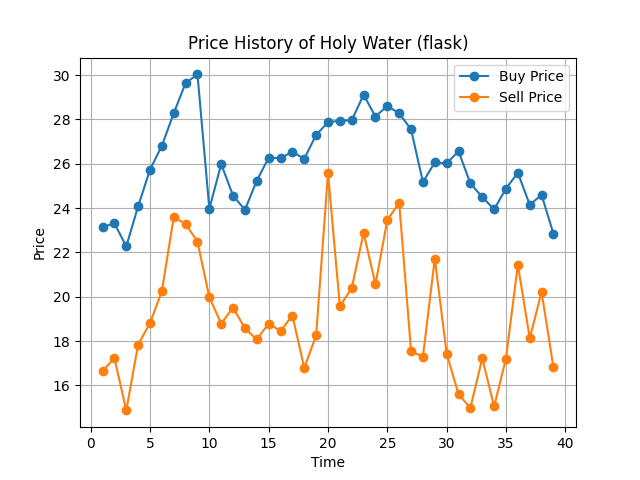 Price History of Holy Water (flask)
Buy Price
Sell Price
30
28
26
24
22
20
18
16
Price
0 5 10 15 20 25 30 35 40
Time